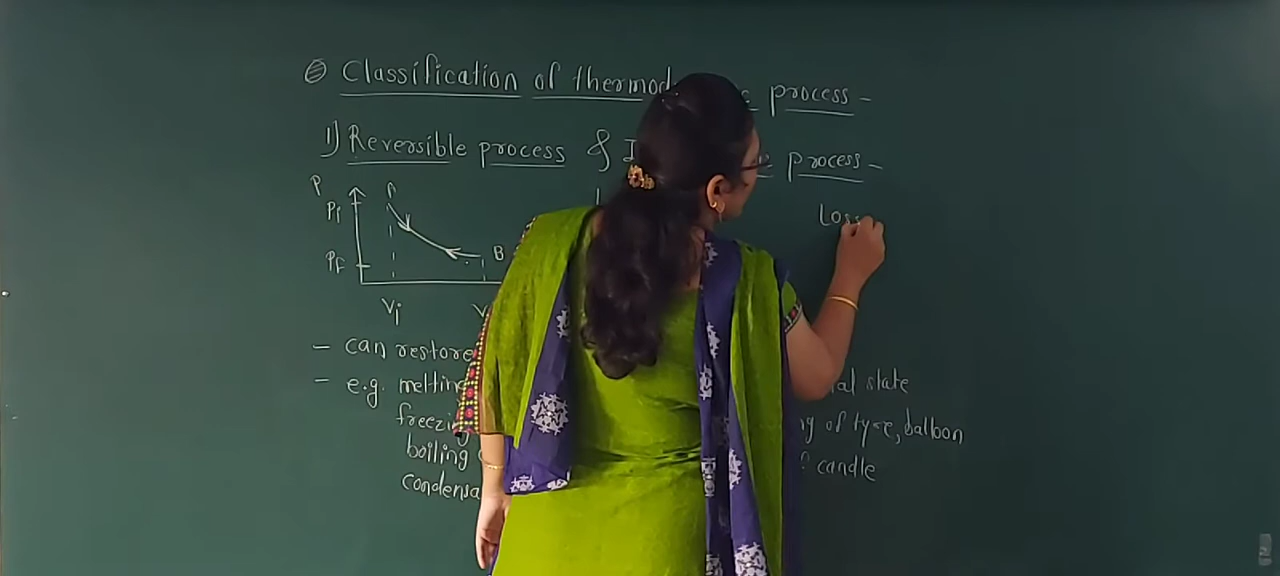 Classification of thermod process -
1) Reversible process & I process -
P A
Pi Loss
Pf B
Vi V
- can restore
- e.g. melting al state
freezing g of tyre, balloon
boiling candle
condensa